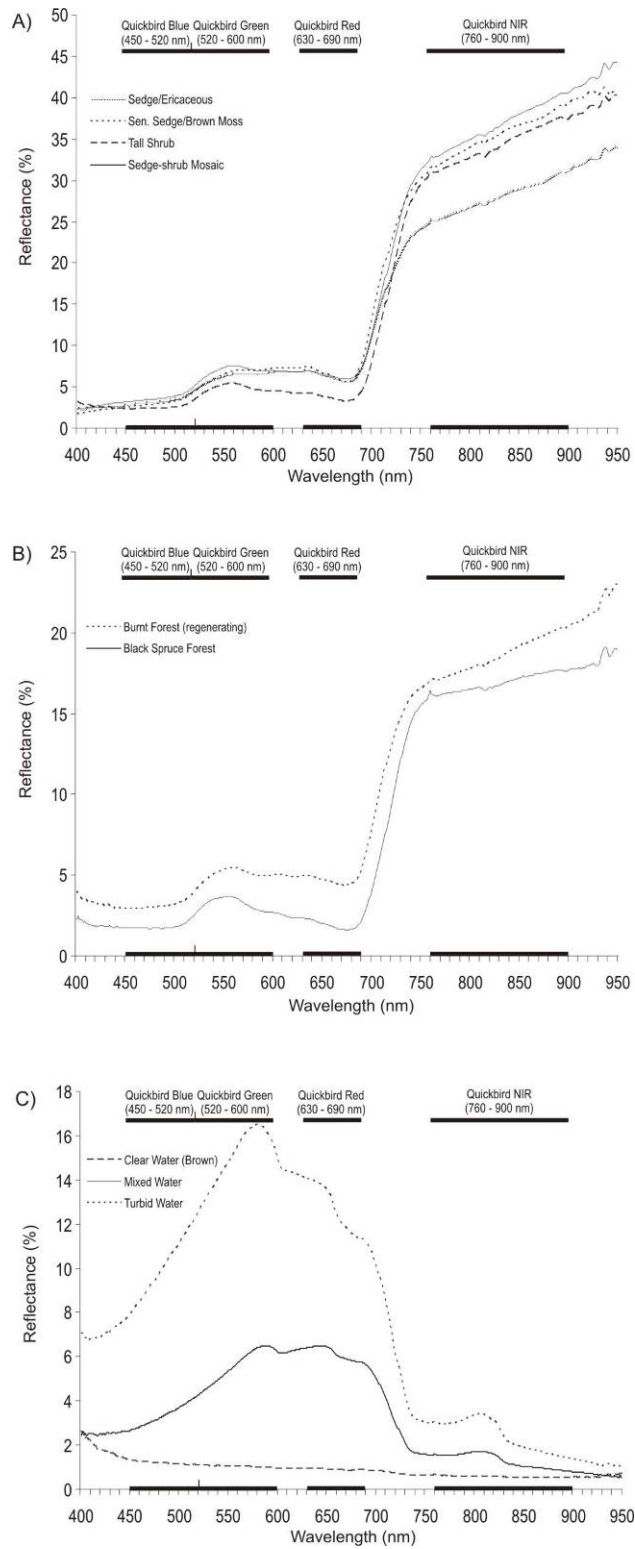 A)
Quickbird Blue Quickbird Green Quickbird Red Quickbird NIR
(450 - 520 nm) (520 - 600 nm) (630 - 690 nm) (760 - 900 nm)
50
45
40
35
30
25
20
15
10
5
0
Reflectance (%)
Sedge/Ericaceous
Sen. Sedge/Brown Moss
Tall Shrub
Sedge-shrub Mosaic
400 450 500 550 600 650 700 750 800 850 900 950
Wavelength (nm)
B)
Quickbird Blue Quickbird Green Quickbird Red Quickbird NIR
(450 - 520 nm) (520 - 600 nm) (630 - 690 nm) (760 - 900 nm)
25
20
15
10
5
0
Reflectance (%)
Burnt Forest (regenerating)
Black Spruce Forest
400 450 500 550 600 650 700 750 800 850 900 950
Wavelength (nm)
C)
Quickbird Blue Quickbird Green Quickbird Red Quickbird NIR
(450 - 520 nm) (520 - 600 nm) (630 - 690 nm) (760 - 900 nm)
18
16
14
12
10
8
6
4
2
0
Reflectance (%)
Clear Water (Brown)
Mixed Water
Turbid Water
400 450 500 550 600 650 700 750 800 850 900 950
Wavelength (nm)